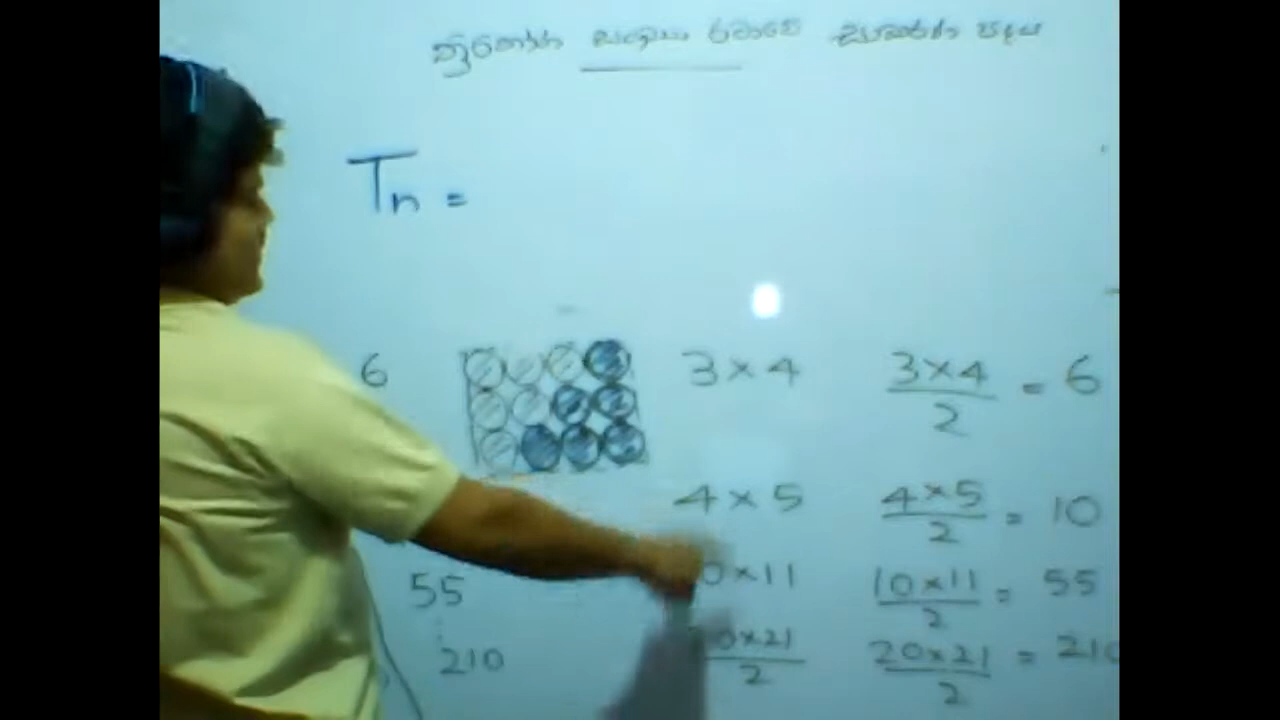 ත්‍රිකෝණ සංඛ්‍යා රටාවේ සාධාරණ පදය
Tn =
6 3 × 4 3×4/2 = 6
4 × 5 4×5/2 = 10
55 0×11 10×11/2 = 55
210 20×21/2 20×21/2 = 210